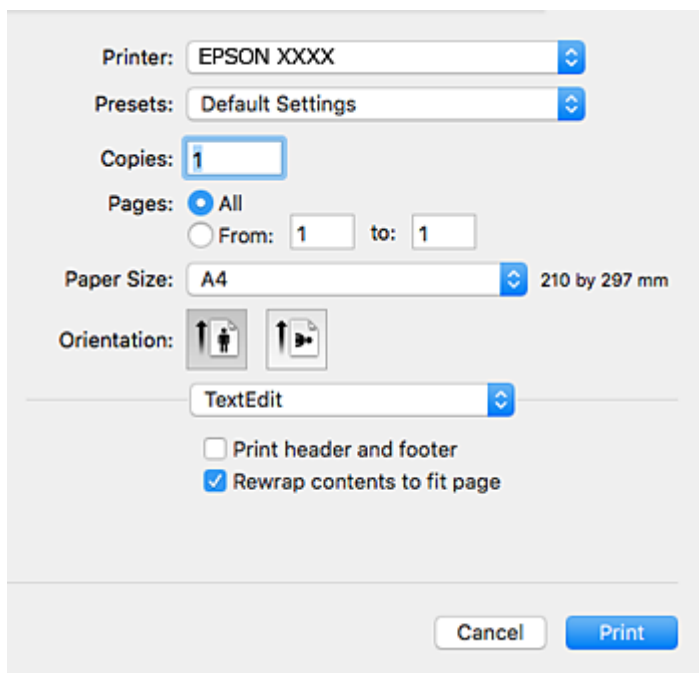 Printer: EPSON XXXX
Presets: Default Settings
Copies: 1
Pages: All
From: 1 to: 1
Paper Size: A4 210 by 297 mm
Orientation:
TextEdit
Print header and footer
Rewrap contents to fit page
Cancel Print